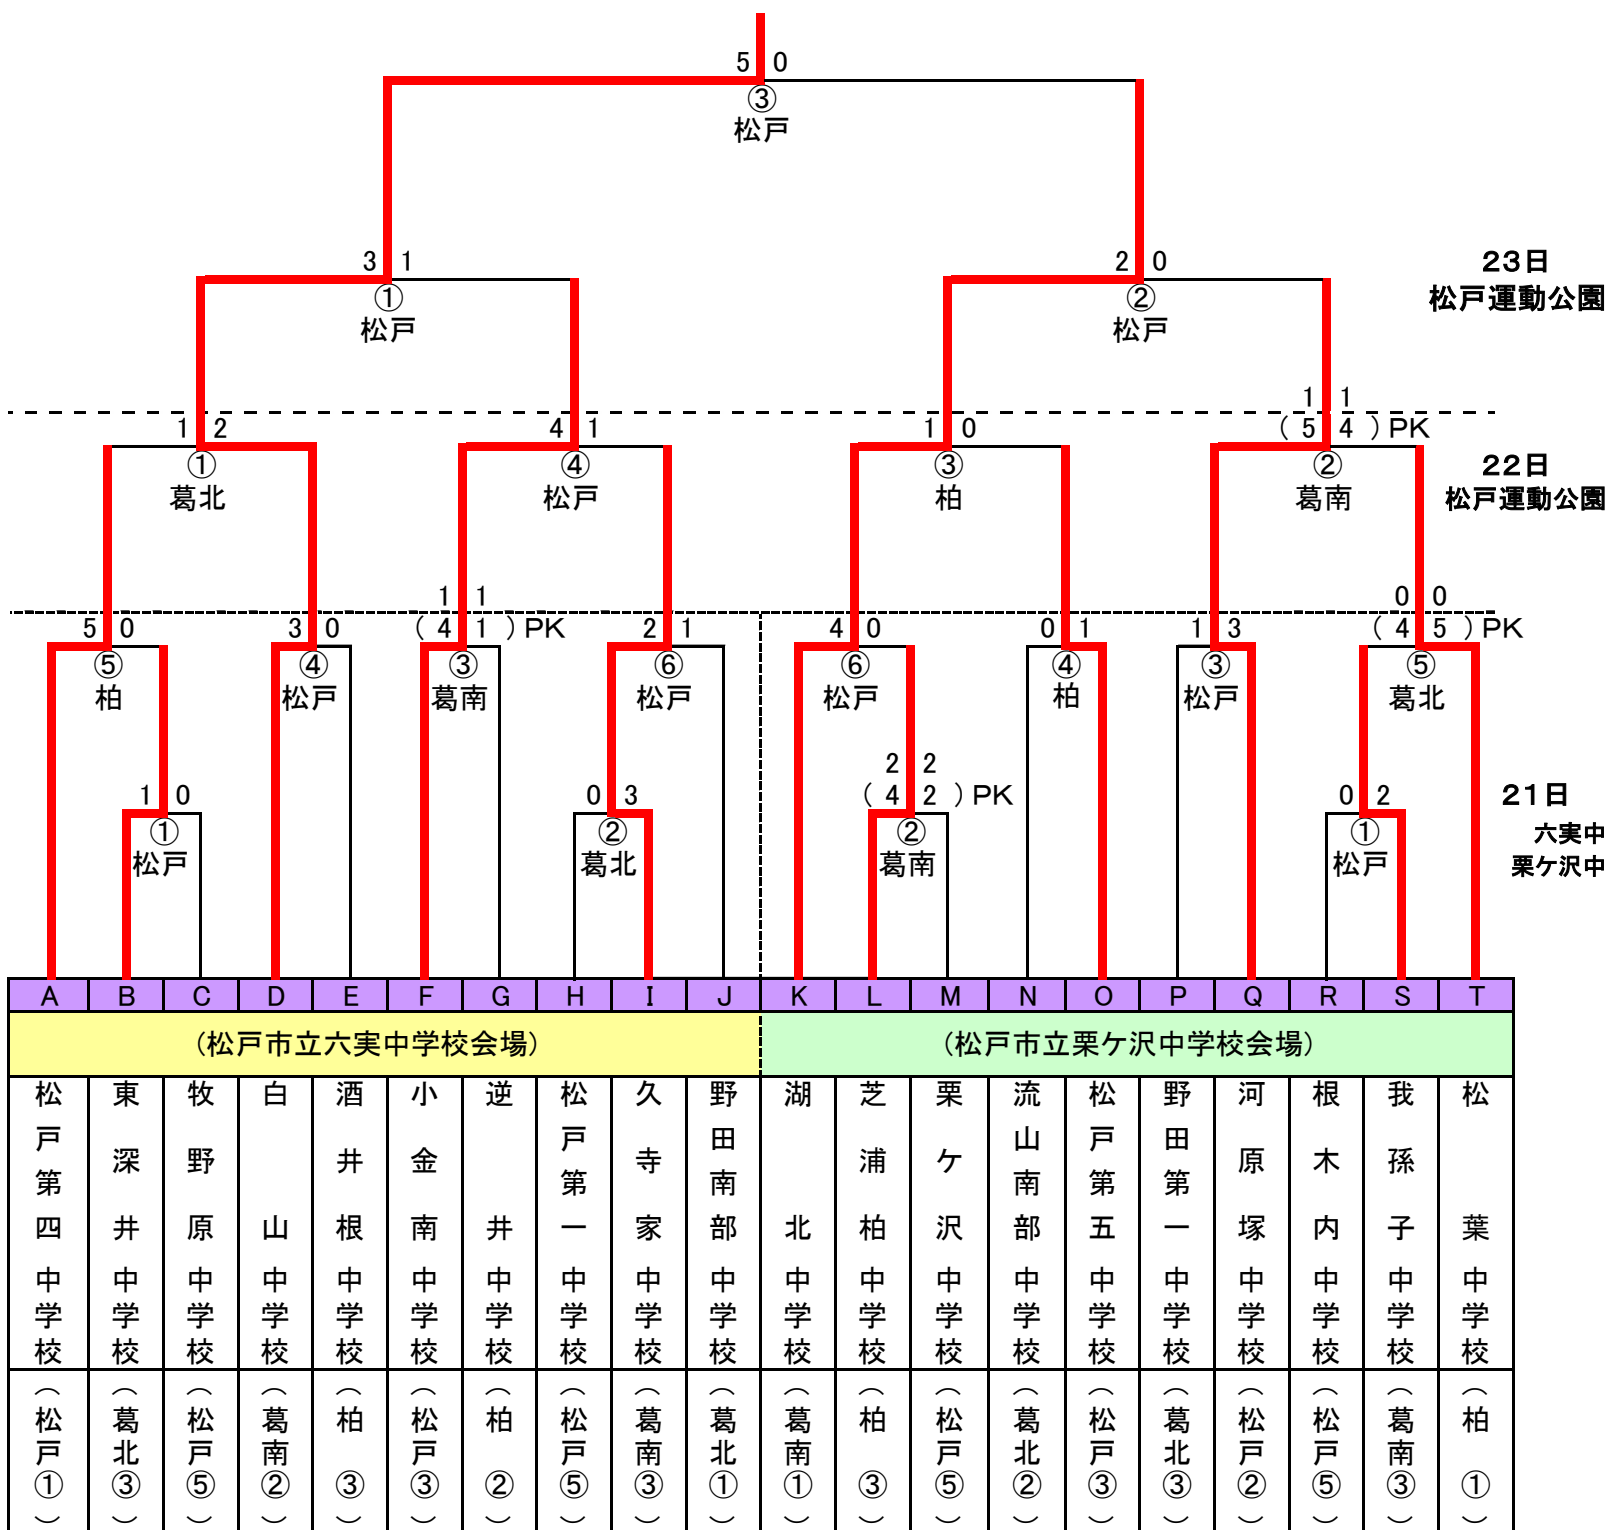 5 0
③
松戸
3 1
①
松戸
2 0
②
松戸
23日
松戸運動公園
1 2
①
葛北
4 1
④
松戸
1 0
③
柏
1 1
( 5 4 ) PK
②
葛南
22日
松戸運動公園
5 0
⑤
柏
3 0
④
松戸
1 1
( 4 1 ) PK
③
葛南
2 1
⑥
松戸
4 0
⑥
松戸
0 1
④
柏
1 3
③
松戸
0 0
( 4 5 ) PK
⑤
葛北
1 0
①
松戸
0 3
②
葛北
2 2
( 4 2 ) PK
②
葛南
0 2
①
松戸
21日
六実中
栗ケ沢中
A B C D E F G H I J K L M N O P Q R S T
(松戸市立六実中学校会場)
(松戸市立栗ケ沢中学校会場)
松戸第四中学校
東深井中学校
牧野原中学校
白山中学校
酒井根中学校
小金南中学校
逆井中学校
松戸第一中学校
久寺家中学校
野田南部中学校
湖北中学校
芝浦柏中学校
栗ケ沢中学校
流山南部中学校
松戸第五中学校
野田第一中学校
河原塚中学校
根木内中学校
我孫子中学校
松葉中学校
(松戸①)
(葛北③)
(松戸⑤)
(葛南②)
(柏③)
(松戸③)
(柏②)
(松戸⑤)
(葛南③)
(葛北①)
(葛南①)
(柏③)
(松戸⑤)
(葛北②)
(松戸③)
(葛北③)
(松戸②)
(松戸⑤)
(葛南③)
(柏①)